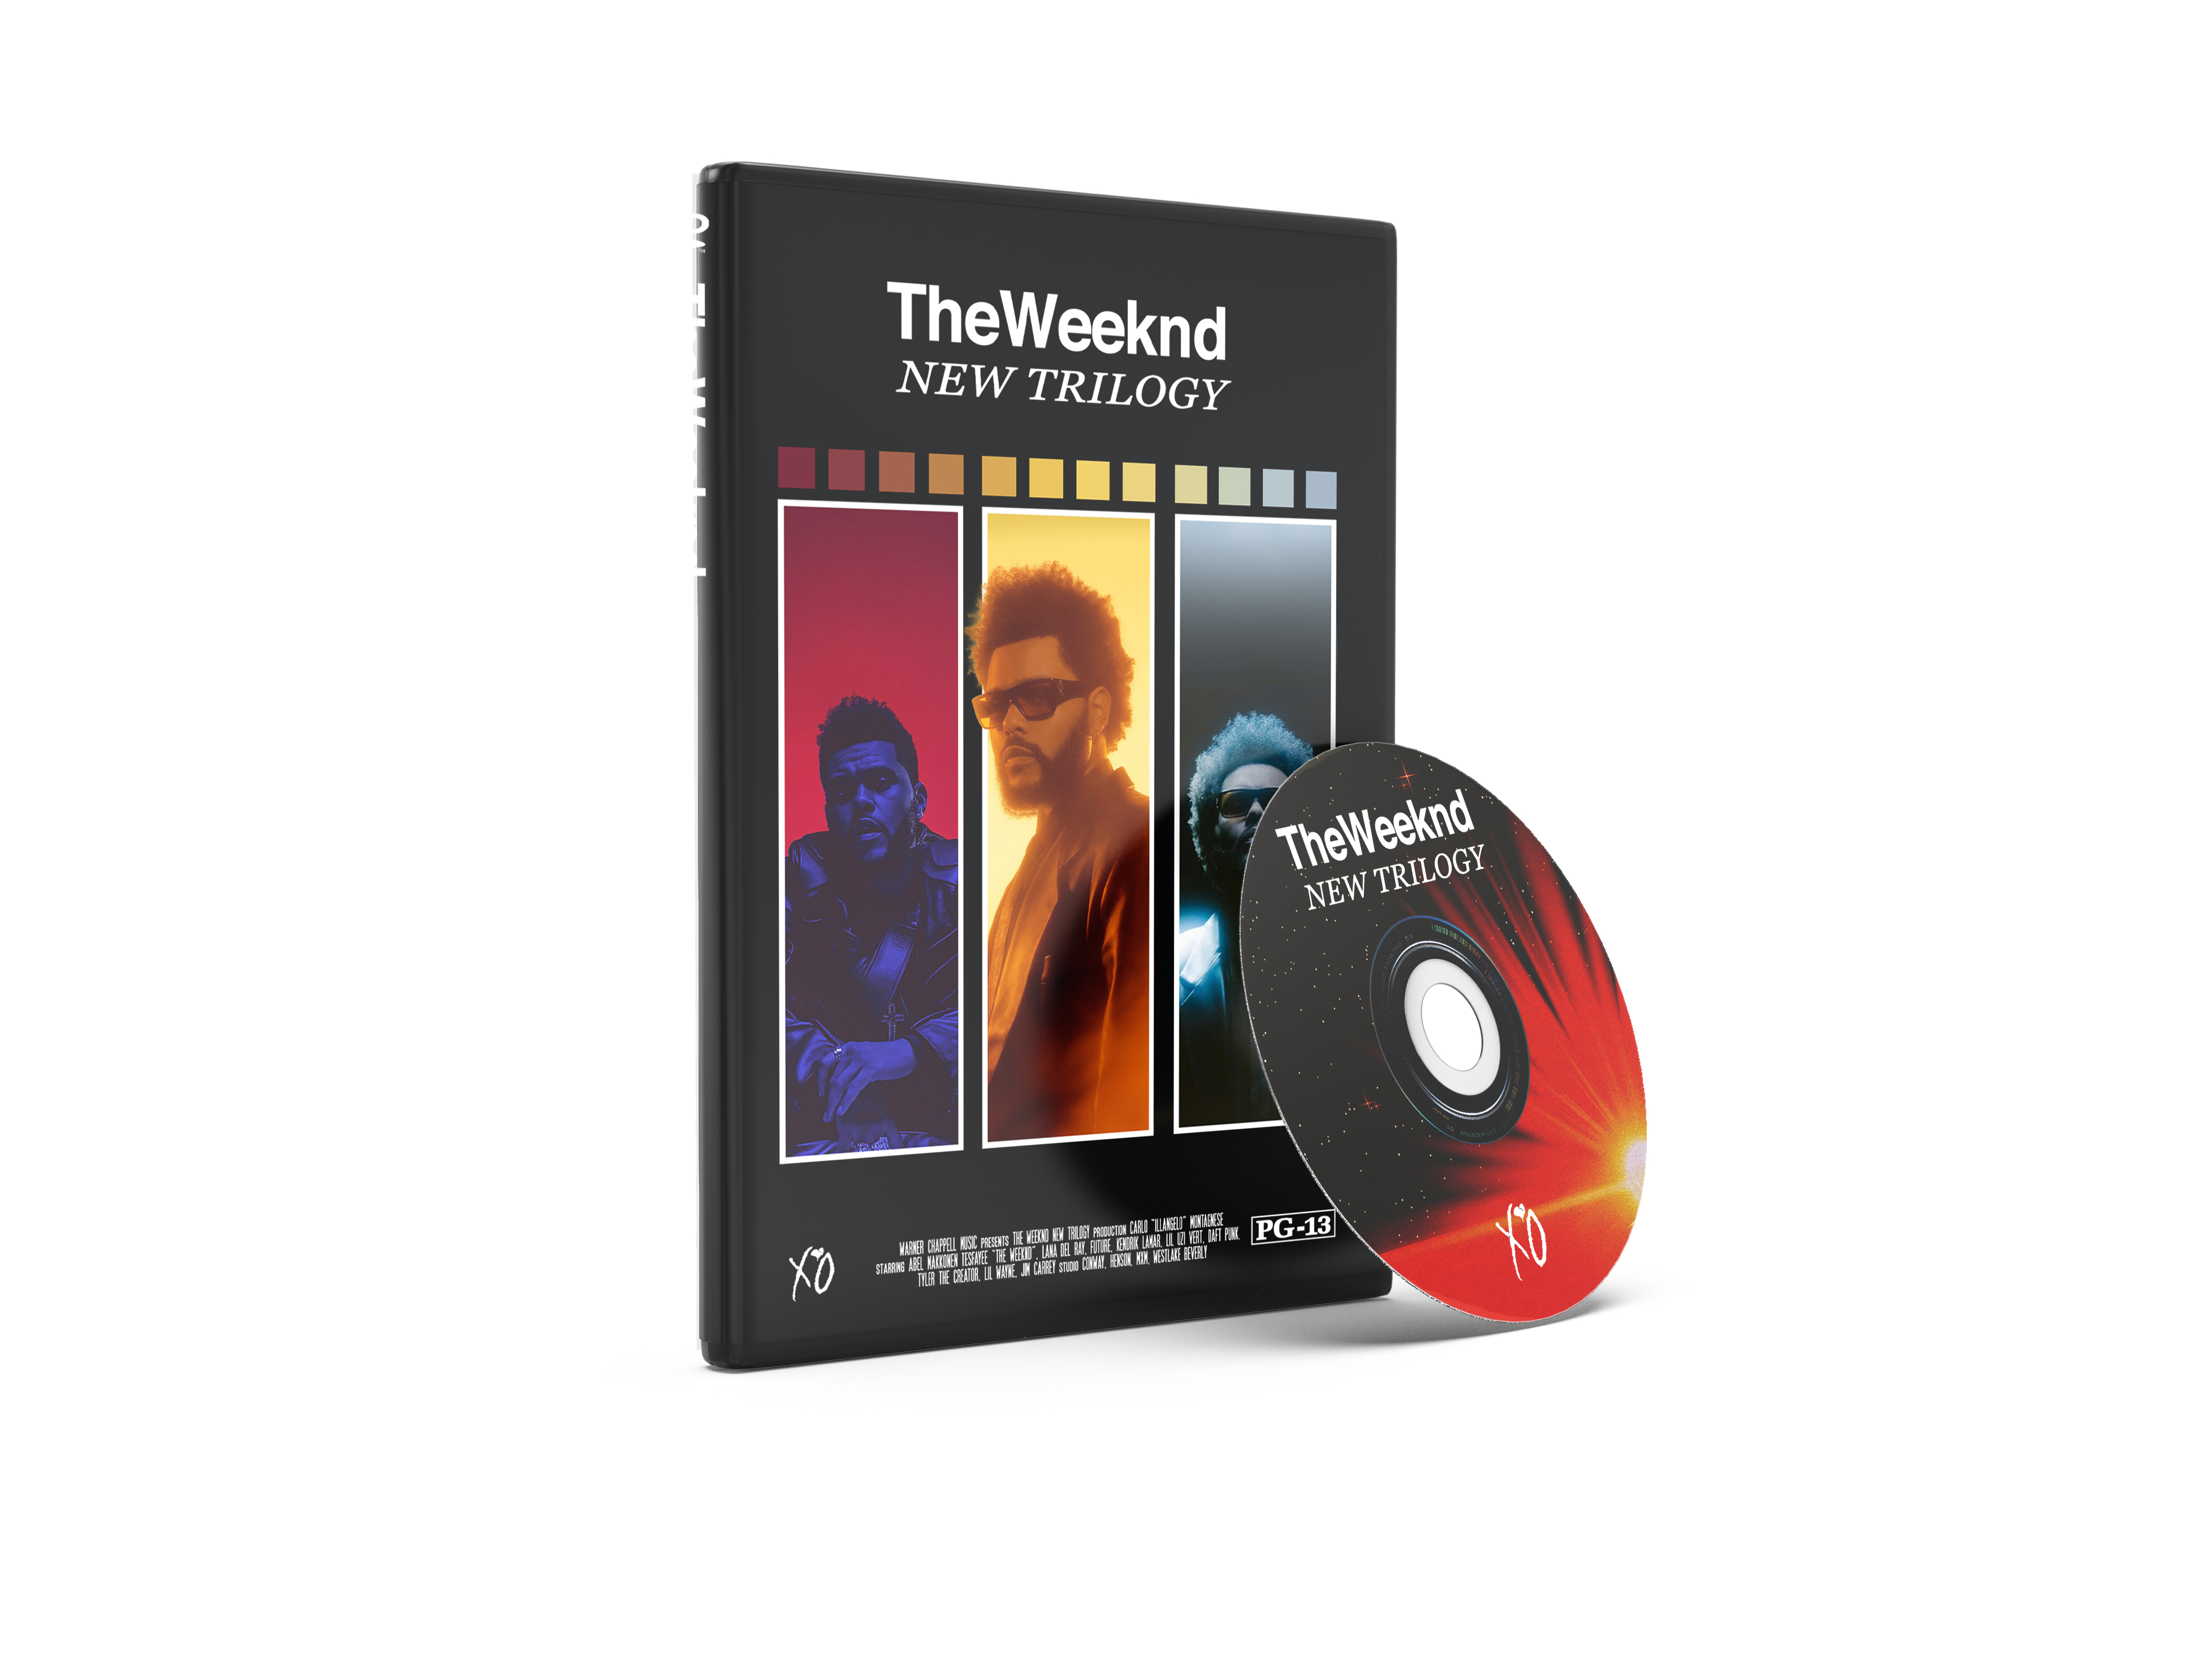 TheWeeknd
NEW TRILOGY
WARNER CHAPPELL MUSIC PRESENTS THE WEEKND NEW TRILOGY PRODUCTION CARLO "ILLANGELO" MONTAGNESE
STARRING ABEL MAKKONEN TESFAYEE "THE WEEKND", LANA DEL RAY, FUTURE, KENDRIK LAMAR, LIL UZI VERT, DAFT PUNK,
TYLER THE CREATOR, LIL WAYNE, JIM CARREY STUDIO CONWAY, HENSON, MXM, WESTLAKE BEVERLY
PG-13
XO
TheWeeknd
NEW TRILOGY
XO